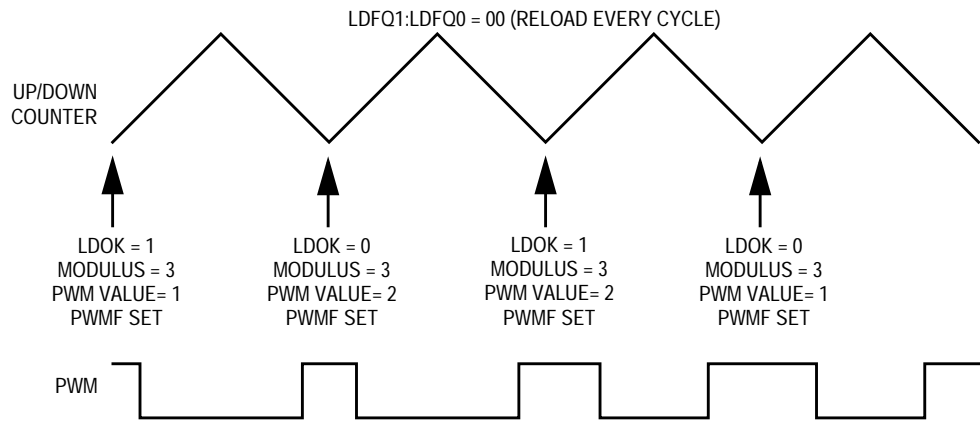 LDFQ1:LDFQ0 = 00 (RELOAD EVERY CYCLE)
UP/DOWN
COUNTER
LDOK = 1
MODULUS = 3
PWM VALUE= 1
PWMF SET
LDOK = 0
MODULUS = 3
PWM VALUE= 2
PWMF SET
LDOK = 1
MODULUS = 3
PWM VALUE= 2
PWMF SET
LDOK = 0
MODULUS = 3
PWM VALUE= 1
PWMF SET
PWM